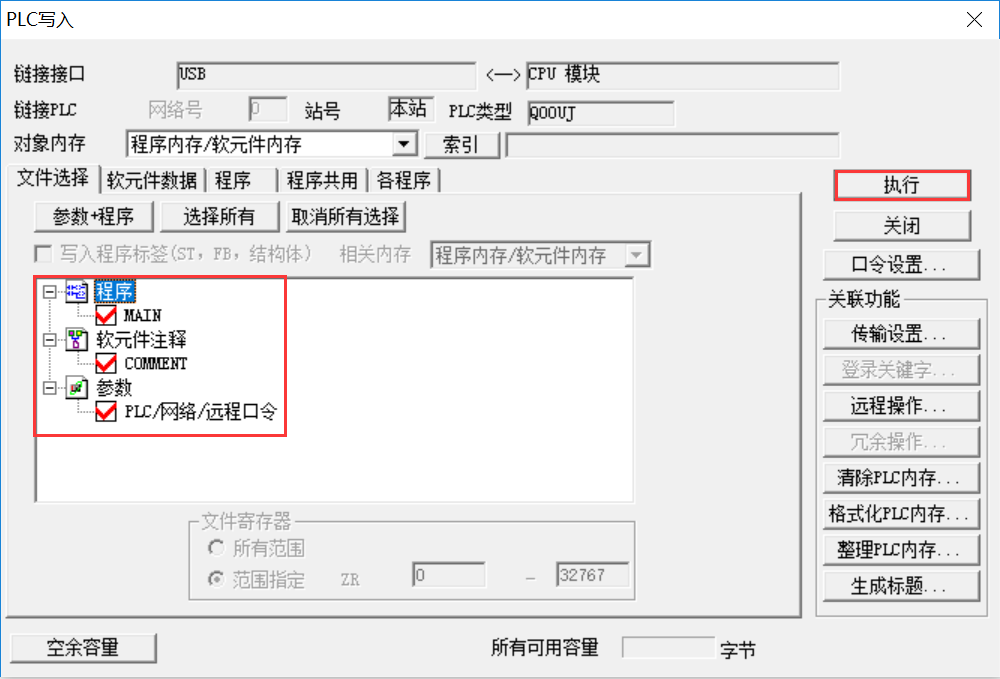 PLC写入
链接接口 USB <—> CPU 模块
链接PLC 网络号 0 站号 本站 PLC类型 Q00UJ
对象内存 程序内存/软元件内存 索引
文件选择 软元件数据 程序 程序共用 各程序
执行
参数+程序 选择所有 取消所有选择
关闭
写入程序标签(ST，FB，结构体) 相关内存 程序内存/软元件内存
口令设置...
程序
MAIN
软元件注释
COMMENT
参数
PLC/网络/远程口令
关联功能
传输设置...
登录关键字...
远程操作...
冗余操作...
清除PLC内存...
格式化PLC内存...
整理PLC内存...
生成标题...
文件寄存器
所有范围
范围指定 ZR 0 — 32767
空余容量 所有可用容量 字节